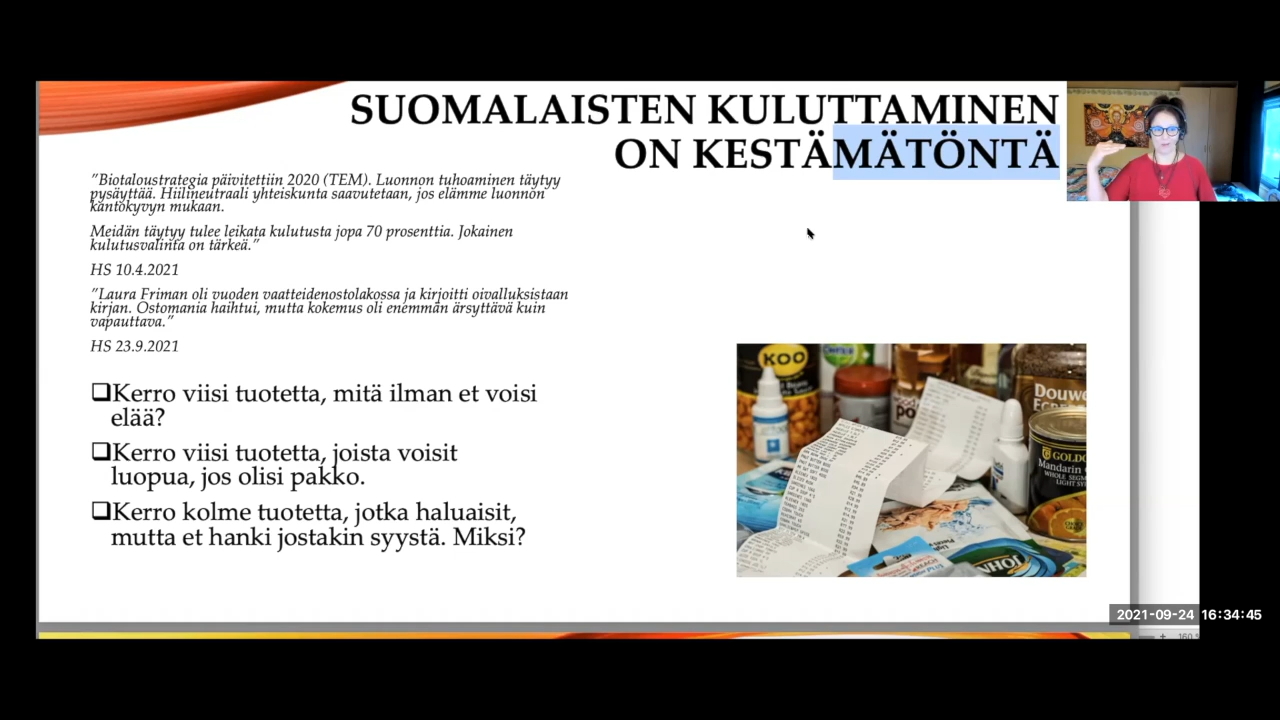 SUOMALAISTEN KULUTTAMINEN
ON KESTÄMÄTÖNTÄ
”Biotaloustrategia päivitettiin 2020 (TEM). Luonnon tuhoaminen täytyy
pysäyttää. Hiilineutraali yhteiskunta saavutetaan, jos elämme luonnon
kantokyvyn mukaan.
Meidän täytyy tulee leikata kulutusta jopa 70 prosenttia. Jokainen
kulutusvalinta on tärkeä.”
HS 10.4.2021
”Laura Friman oli vuoden vaatteidenostolakossa ja kirjoitti oivalluksistaan
kirjan. Ostomania haihtui, mutta kokemus oli enemmän ärsyttävä kuin
vapauttava.”
HS 23.9.2021
❑Kerro viisi tuotetta, mitä ilman et voisi
elää?
❑Kerro viisi tuotetta, joista voisit
luopua, jos olisi pakko.
❑Kerro kolme tuotetta, jotka haluaisit,
mutta et hanki jostakin syystä. Miksi?
KOO
Douwe
GOLD
Mandarin
JOHN
2021-09-24 16:34:45